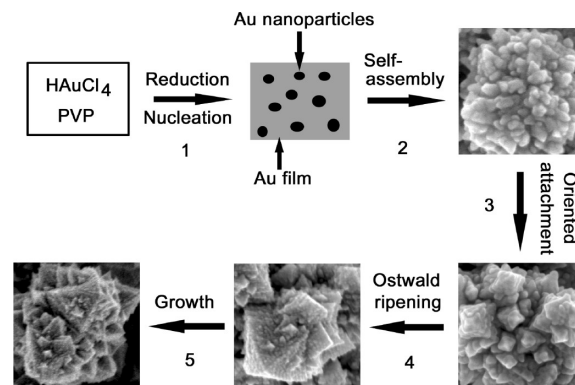 Au nanoparticles
HAuCl4
PVP
Reduction
Nucleation
1
Au film
Self-
assembly
2
Oriented
attachment
3
Ostwald
ripening
4
Growth
5